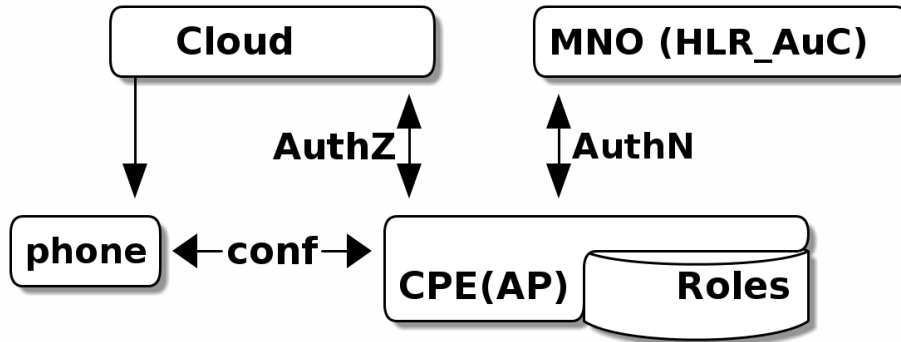 Cloud
MNO (HLR_AuC)
AuthZ
AuthN
phone
conf
CPE(AP)
Roles